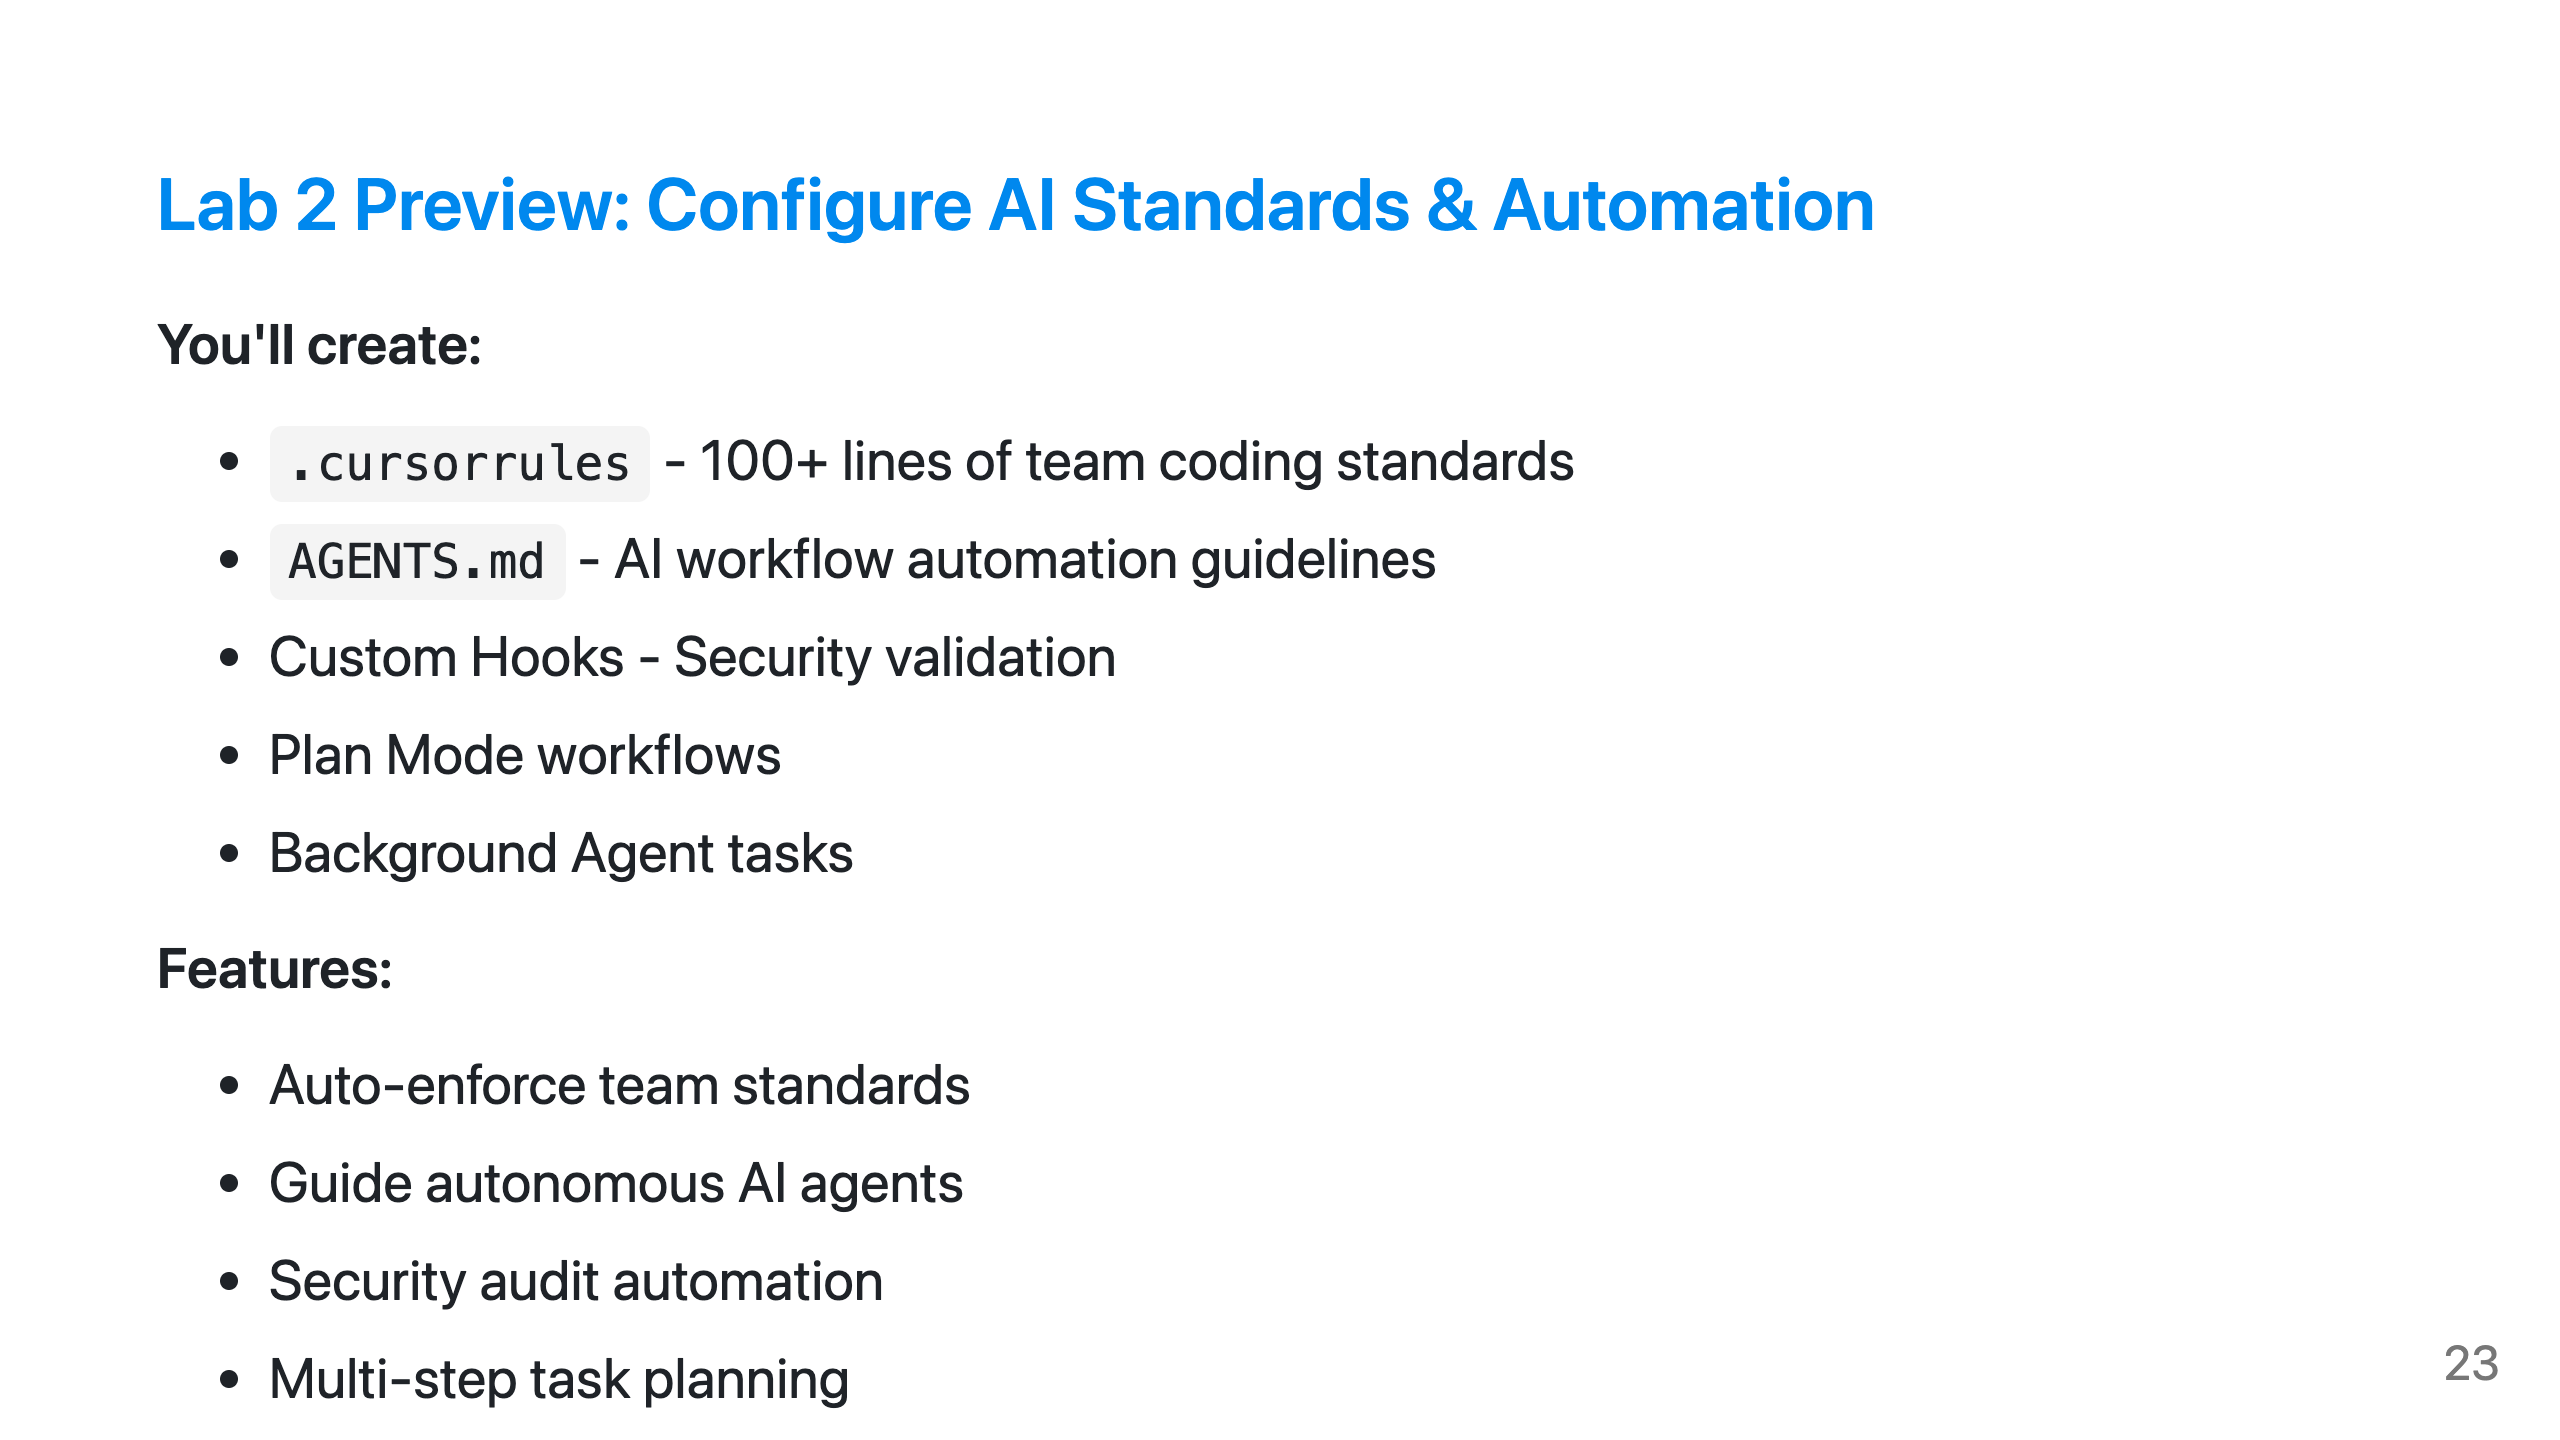 Lab 2 Preview: Configure AI Standards & Automation
You'll create:
.cursorrules - 100+ lines of team coding standards
AGENTS.md - AI workflow automation guidelines
Custom Hooks - Security validation
Plan Mode workflows
Background Agent tasks
Features:
Auto-enforce team standards
Guide autonomous AI agents
Security audit automation
Multi-step task planning
23